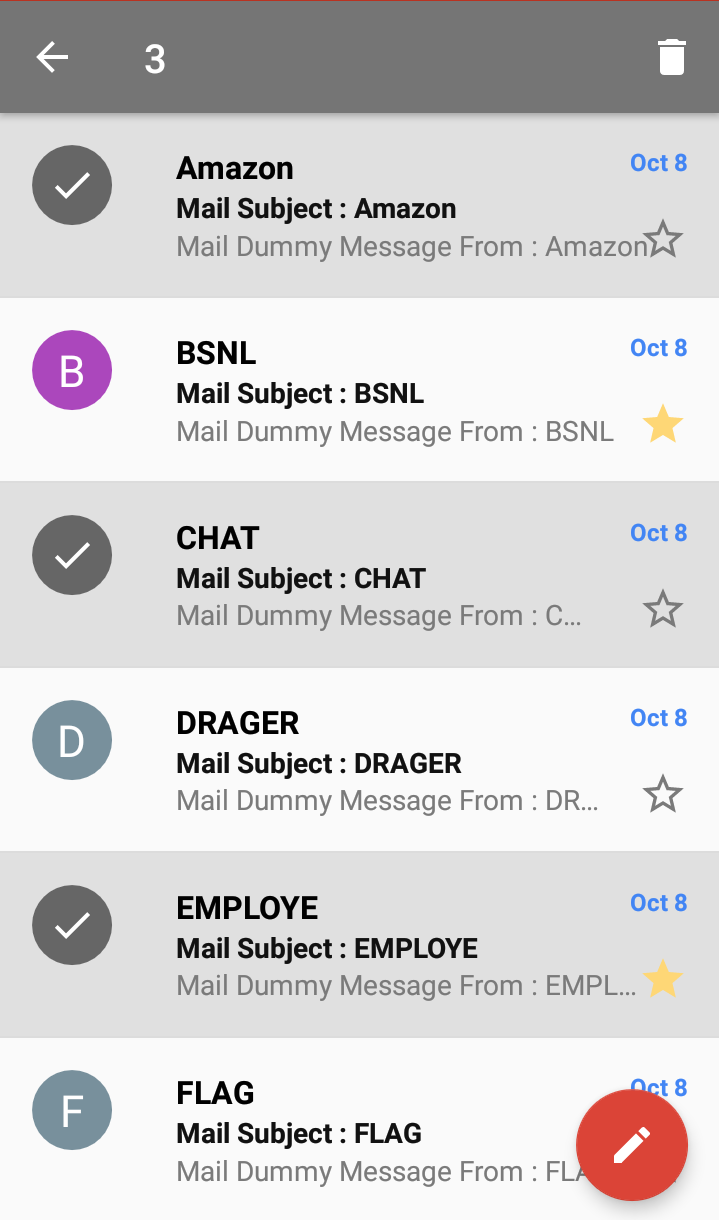 3
Amazon
Oct 8
Mail Subject : Amazon
Mail Dummy Message From : Amazon
B
BSNL
Oct 8
Mail Subject : BSNL
Mail Dummy Message From : BSNL
CHAT
Oct 8
Mail Subject : CHAT
Mail Dummy Message From : C...
D
DRAGER
Oct 8
Mail Subject : DRAGER
Mail Dummy Message From : DR...
EMPLOYE
Oct 8
Mail Subject : EMPLOYE
Mail Dummy Message From : EMPL...
F
FLAG
Oct 8
Mail Subject : FLAG
Mail Dummy Message From :